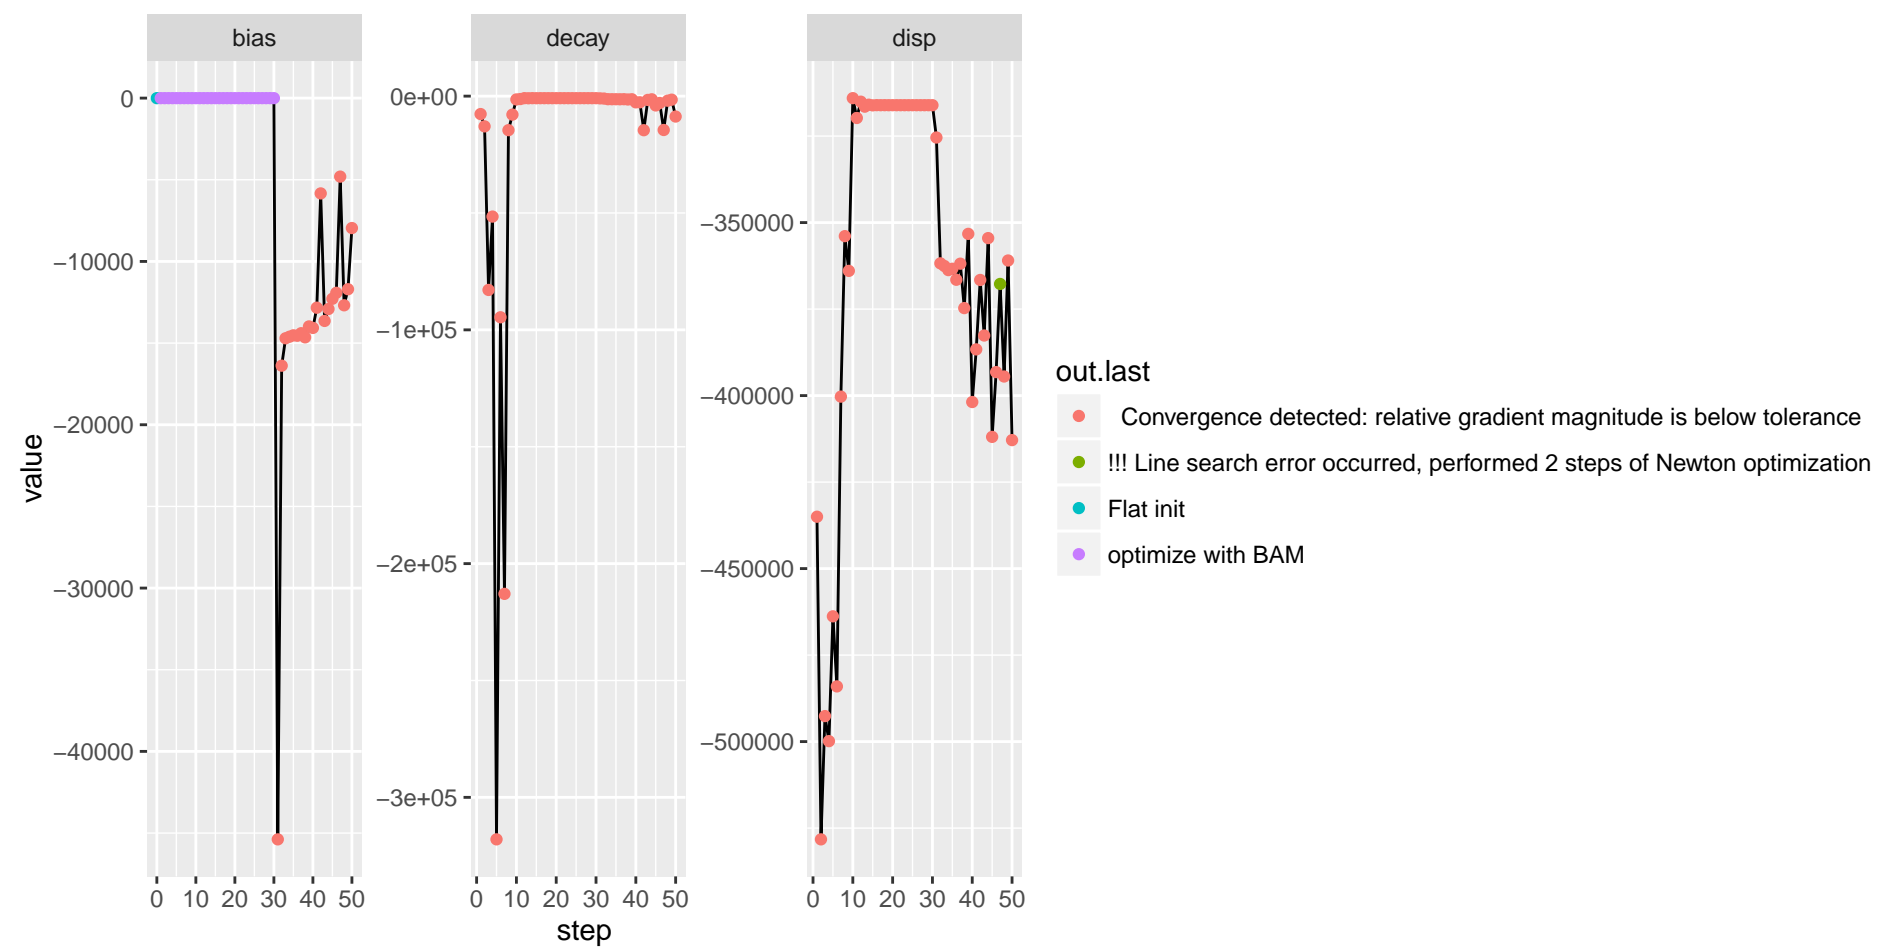 bias
decay
disp
value
0
−10000
−20000
−30000
−40000
0 10 20 30 40 50
0e+00
−1e+05
−2e+05
−3e+05
0 10 20 30 40 50
−350000
−400000
−450000
−500000
0 10 20 30 40 50
step
out.last
Convergence detected: relative gradient magnitude is below tolerance
!!! Line search error occurred, performed 2 steps of Newton optimization
Flat init
optimize with BAM